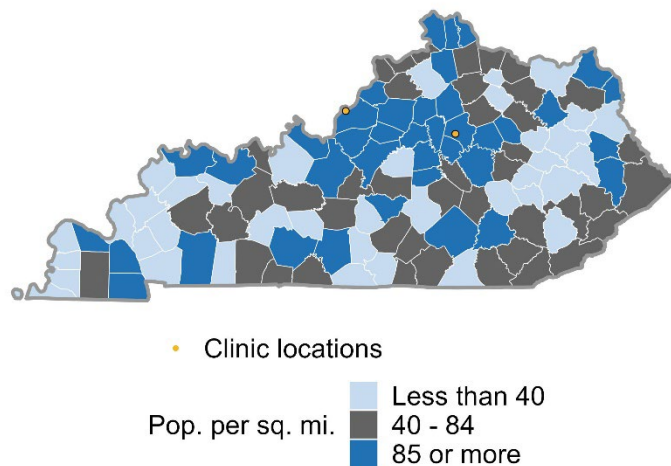 Clinic locations
Less than 40
Pop. per sq. mi. 40 - 84
85 or more